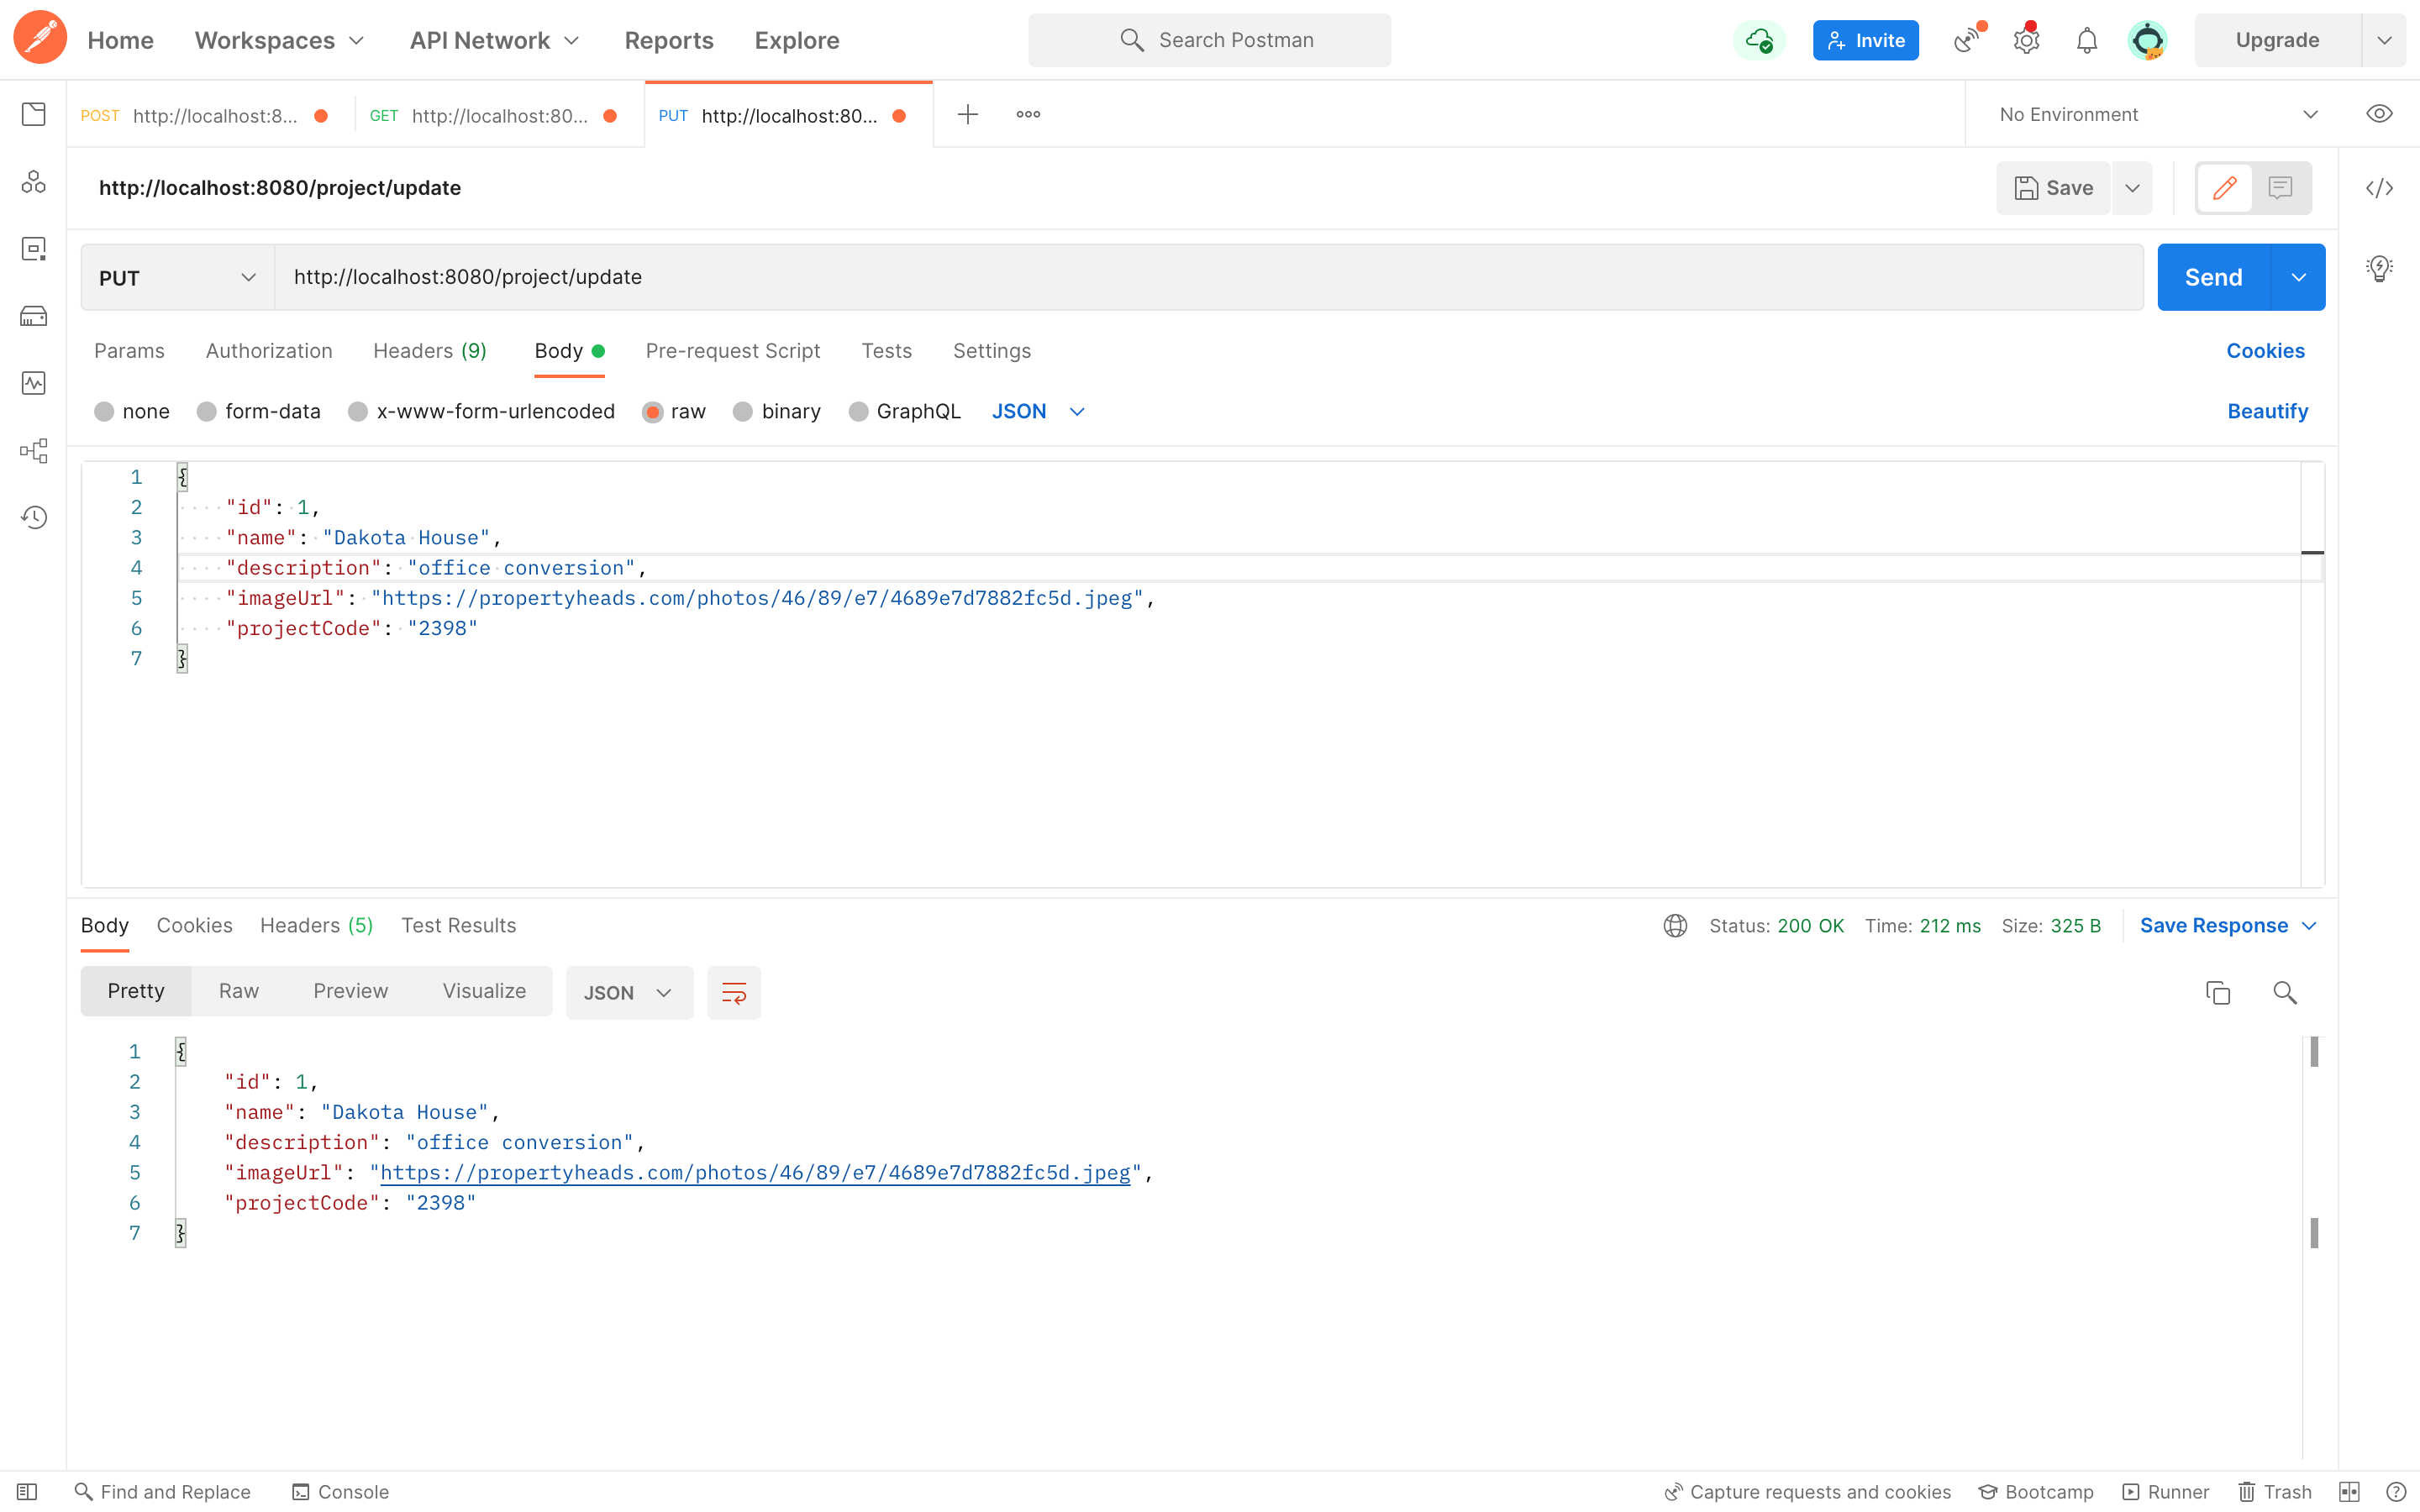 Home Workspaces API Network Reports Explore Search Postman Invite Upgrade
POST http://localhost:8... GET http://localhost:80... PUT http://localhost:80... No Environment
http://localhost:8080/project/update Save
PUT http://localhost:8080/project/update Send
Params Authorization Headers (9) Body Pre-request Script Tests Settings Cookies
none form-data x-www-form-urlencoded raw binary GraphQL JSON Beautify
1 {
2 "id": 1,
3 "name": "Dakota House",
4 "description": "office conversion",
5 "imageUrl": "https://propertyheads.com/photos/46/89/e7/4689e7d7882fc5d.jpeg",
6 "projectCode": "2398"
7 }
Body Cookies Headers (5) Test Results Status: 200 OK Time: 212 ms Size: 325 B Save Response
Pretty Raw Preview Visualize JSON
1 {
2 "id": 1,
3 "name": "Dakota House",
4 "description": "office conversion",
5 "imageUrl": "https://propertyheads.com/photos/46/89/e7/4689e7d7882fc5d.jpeg",
6 "projectCode": "2398"
7 }
Find and Replace Console Capture requests and cookies Bootcamp Runner Trash